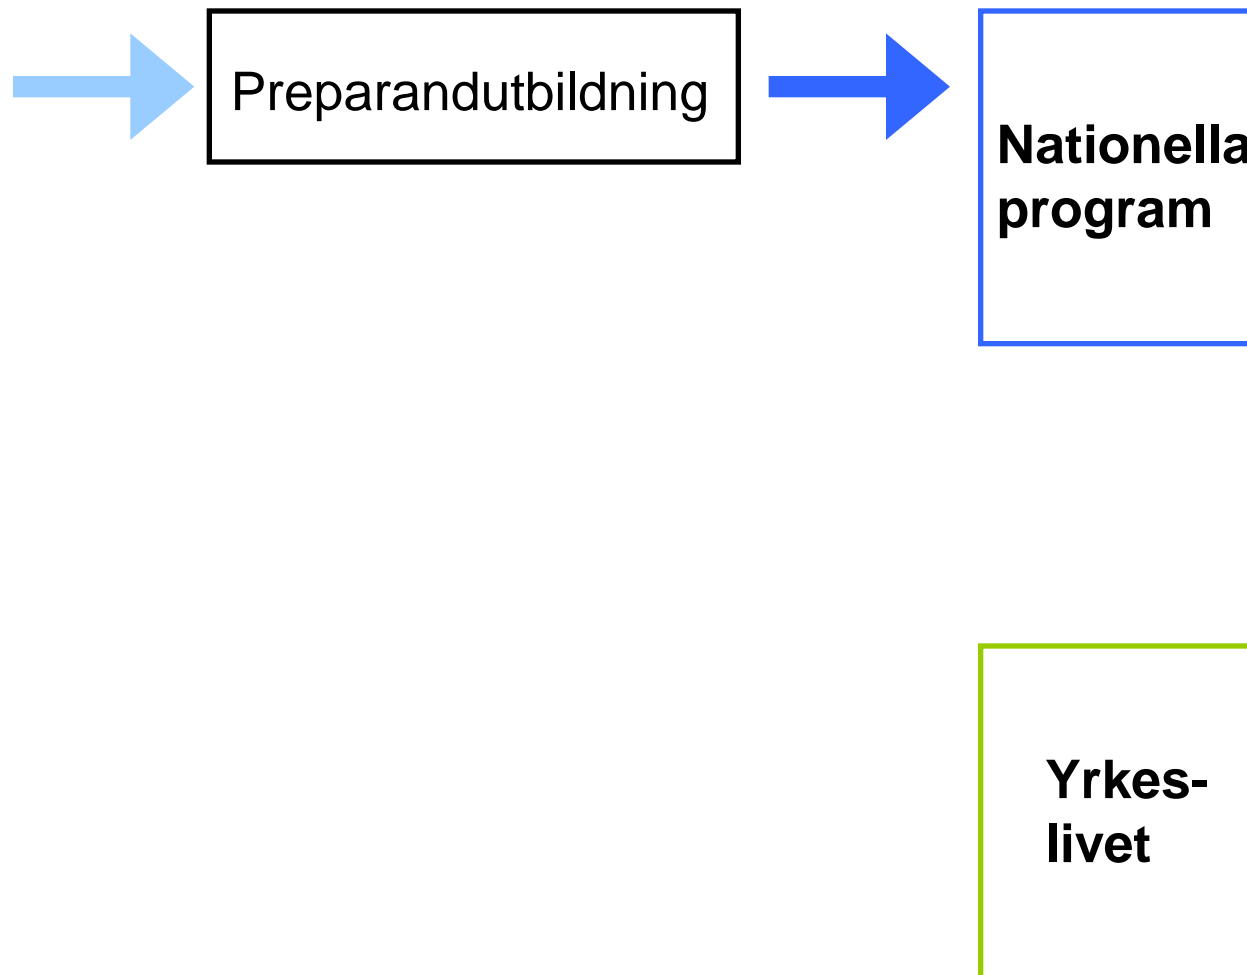 Preparandutbildning
Nationella
program
Yrkes-
livet